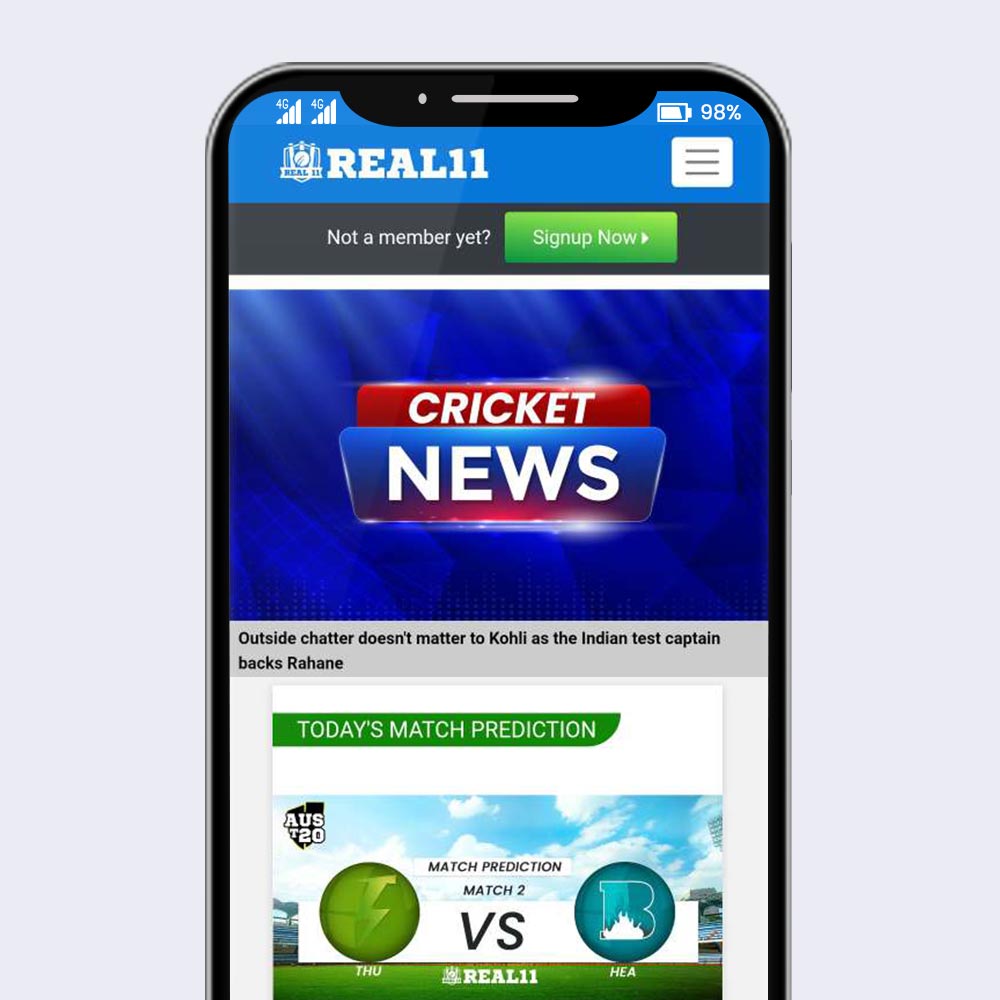 4G 4G 98%
REAL 11 REAL11
Not a member yet? Signup Now
CRICKET
NEWS
Outside chatter doesn't matter to Kohli as the Indian test captain
backs Rahane
TODAY'S MATCH PREDICTION
AUS
T20
MATCH PREDICTION
MATCH 2
B
VS
THU HEA
REAL11